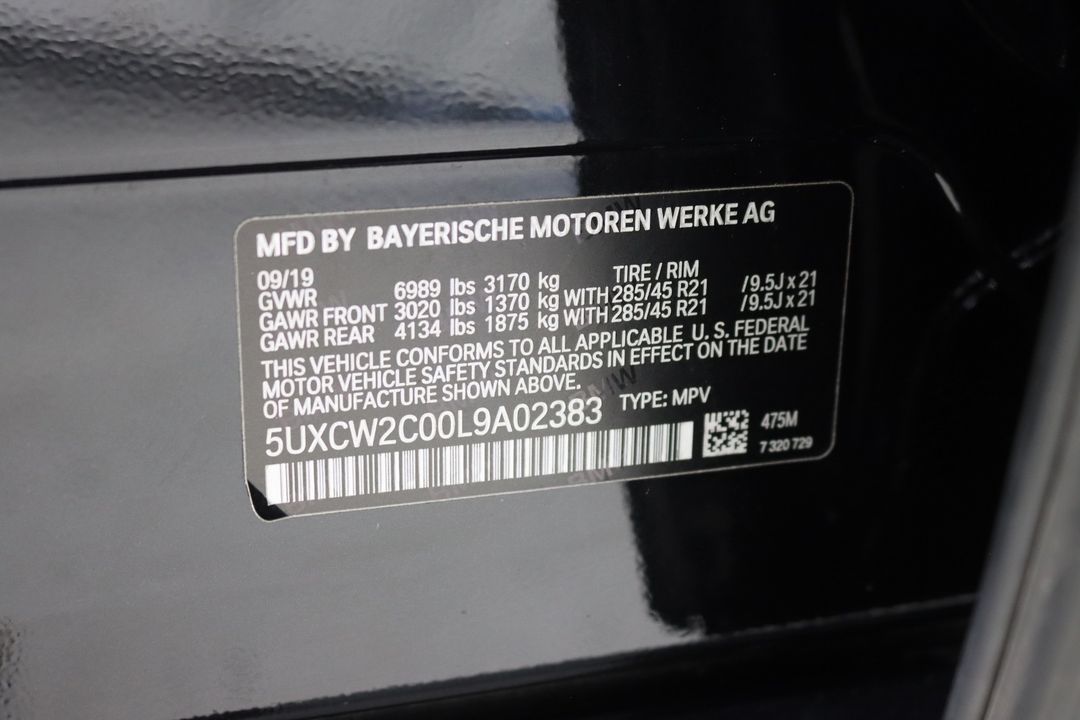 MFD BY BAYERISCHE MOTOREN WERKE AG
09/19 TIRE / RIM
GVWR 6989 lbs 3170 kg
GAWR FRONT 3020 lbs 1370 kg WITH 285/45 R21 /9.5J x 21
GAWR REAR 4134 lbs 1875 kg WITH 285/45 R21 /9.5J x 21
THIS VEHICLE CONFORMS TO ALL APPLICABLE U. S. FEDERAL
MOTOR VEHICLE SAFETY STANDARDS IN EFFECT ON THE DATE
OF MANUFACTURE SHOWN ABOVE.
5UXCW2C00L9A02383 TYPE: MPV
475M
7 320 729